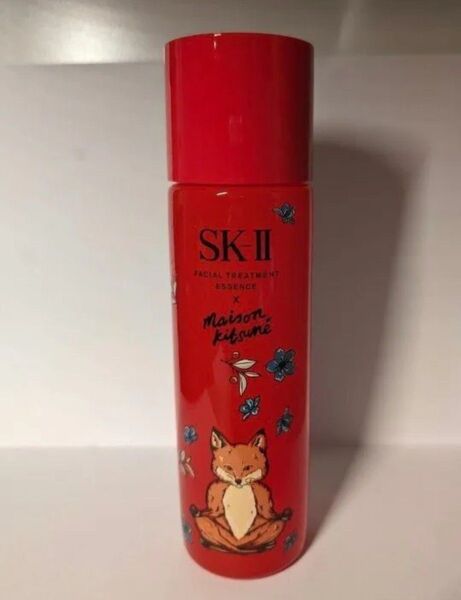 SK-II
FACIAL TREATMENT
ESSENCE
X
maison
kitsuné